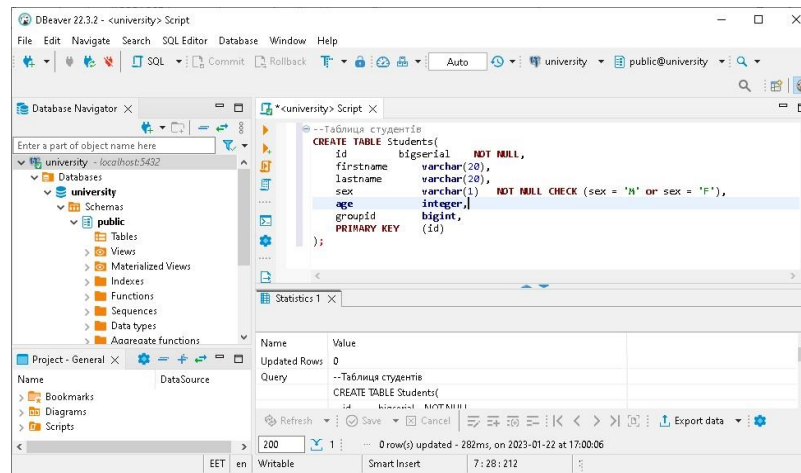 DBeaver 22.3.2 - <university> Script
File Edit Navigate Search SQL Editor Database Window Help
SQL Commit Rollback Auto university public@university
Database Navigator
*<university> Script
Enter a part of object name here
university - localhost:5432
Databases
university
Schemas
public
Tables
Views
Materialized Views
Indexes
Functions
Sequences
Data types
Aggregate functions
--Таблиця студентів
CREATE TABLE Students(
id bigserial NOT NULL,
firstname varchar(20),
lastname varchar(20),
sex varchar(1) NOT NULL CHECK (sex = 'M' or sex = 'F'),
age integer,
groupid bigint,
PRIMARY KEY (id)
);
Statistics 1
Name Value
Updated Rows 0
Query --Таблиця студентів
CREATE TABLE Students(
id bigserial NOT NULL
Project - General
Name DataSource
Bookmarks
Diagrams
Scripts
Refresh Save Cancel Export data
200 1 ... 0 row(s) updated - 282ms, on 2023-01-22 at 17:00:06
EET en Writable Smart Insert 7 : 28 : 212